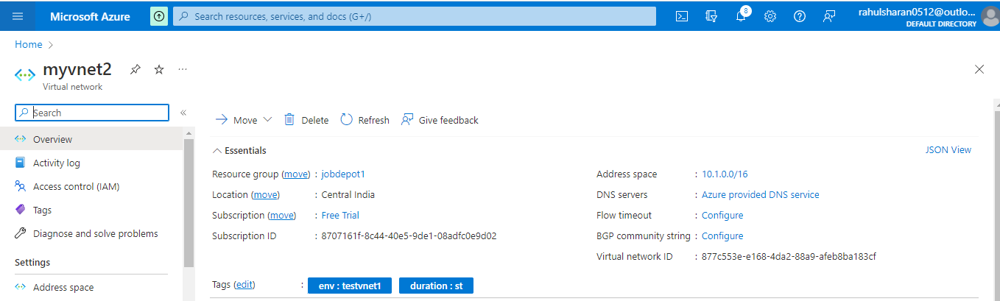 Microsoft Azure Search resources, services, and docs (G+/) 8 rahulsharan0512@outlo...
DEFAULT DIRECTORY
Home >
myvnet2 ...
Virtual network
Search «
Overview
Activity log
Access control (IAM)
Tags
Diagnose and solve problems
Settings
Address space
Move Delete Refresh Give feedback
Essentials JSON View
Resource group (move) : jobdepot1
Location (move) : Central India
Subscription (move) : Free Trial
Subscription ID : 8707161f-8c44-40e5-9de1-08adfc0e9d02
Address space : 10.1.0.0/16
DNS servers : Azure provided DNS service
Flow timeout : Configure
BGP community string : Configure
Virtual network ID : 877c553e-e168-4da2-88a9-afeb8ba183cf
Tags (edit) : env : testvnet1 duration : st